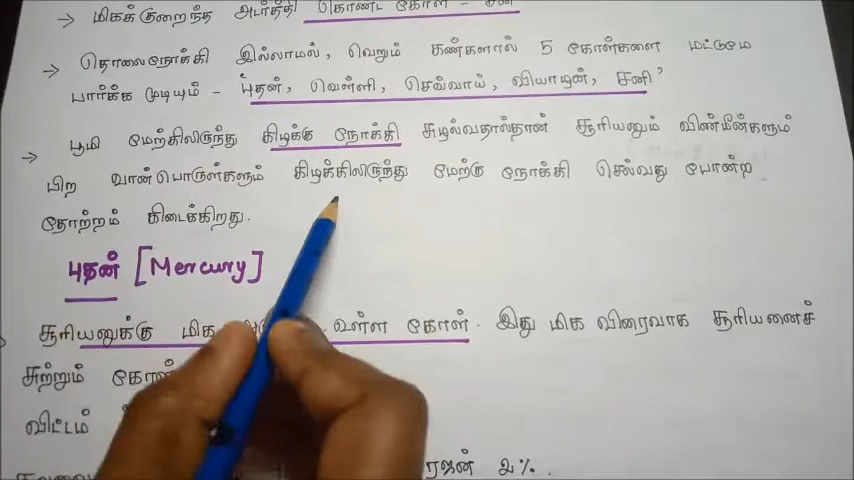 → மிகக்குறைந்த அடர்த்தி கொண்ட கோள் - சனி
→ தொலைநோக்கி இல்லாமல், வெறும் கண்களால் 5 கோள்களை மட்டுமே
பார்க்க முடியும் - 'புதன், வெள்ளி, செவ்வாய், வியாழன், சனி'
→ பூமி மேற்கிலிருந்து கிழக்கு நோக்கி சுழல்வதால்தான் சூரியனும் விண்மீன்களும்
பிற வான்பொருள்களும் கிழக்கிலிருந்து மேற்கு நோக்கி செல்வது போன்ற
தோற்றம் கிடைக்கிறது.
புதன் [Mercury]
சூரியனுக்கு மிக உள்ள கோள். இது மிக விரைவாக சூரியனைச்
சுற்றும்
விட்டம்
2%.